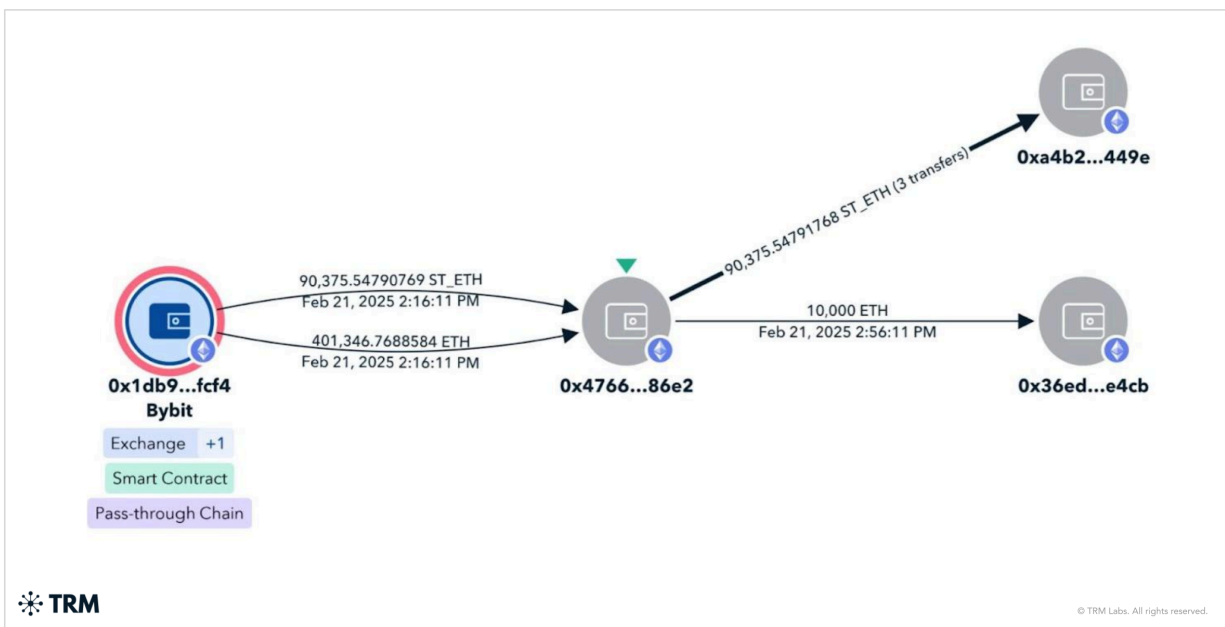 0xa4b2...449e
90,375.54791768 ST_ETH (3 transfers)
90,375.54790769 ST_ETH
Feb 21, 2025 2:16:11 PM
401,346.7688584 ETH
Feb 21, 2025 2:16:11 PM
10,000 ETH
Feb 21, 2025 2:56:11 PM
0x1db9...fcf4
Bybit
0x4766...86e2
0x36ed...e4cb
Exchange +1
Smart Contract
Pass-through Chain
TRM
© TRM Labs. All rights reserved.